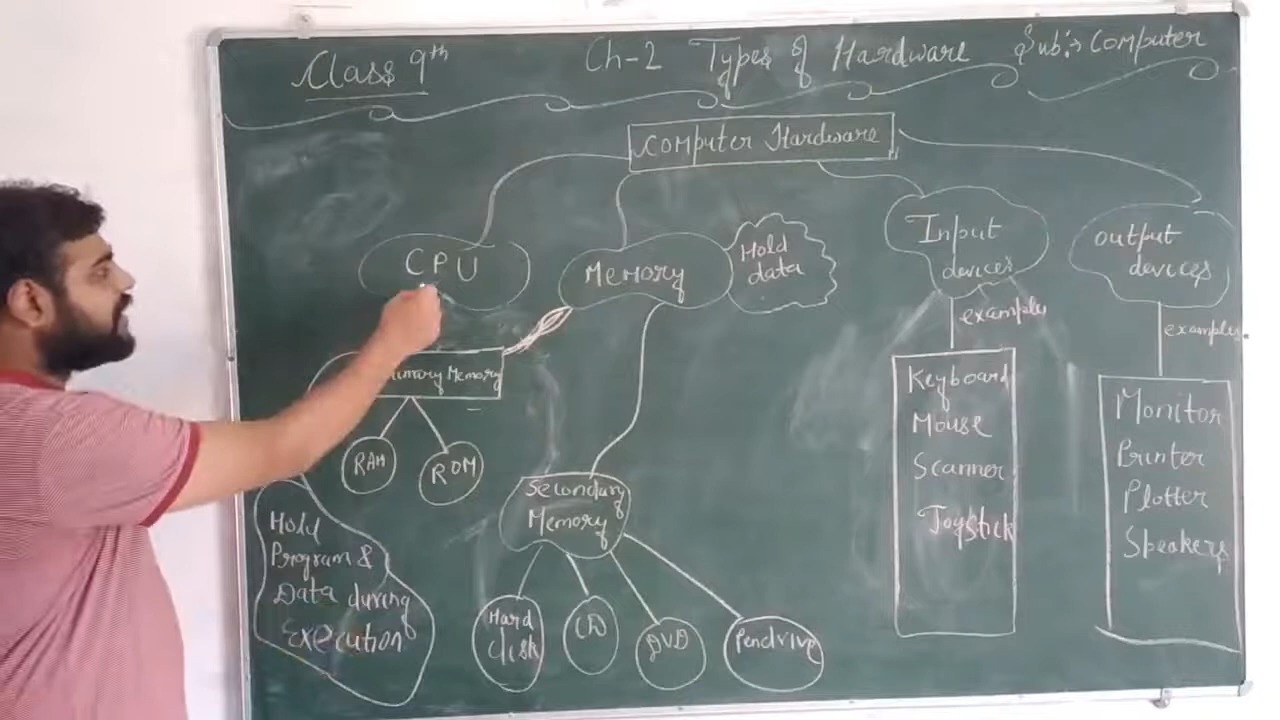 Class 9th
Ch-2 Types of Hardware
Sub:→ Computer
Computer Hardware
CPU
Memory
Hold
data
Input
devices
output
devices
examples
examples
Memory
RAM
ROM
Hold
Program &
Data during
Execution
Secondary
Memory
Hard
disk
CD
DVD
Pendrive
Keyboard
Mouse
Scanner
Joystick
Monitor
Printer
Plotter
Speakers